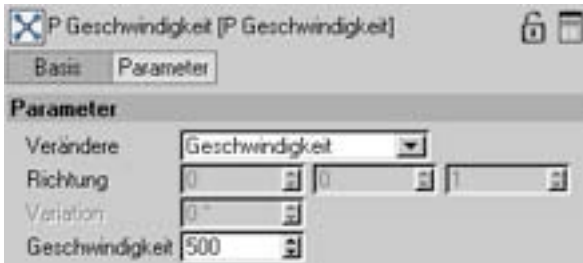 P Geschwindigkeit [P Geschwindigkeit]
Basis Parameter
Parameter
Verändere Geschwindigkeit
Richtung 0 0 1
Variation 0 °
Geschwindigkeit 500